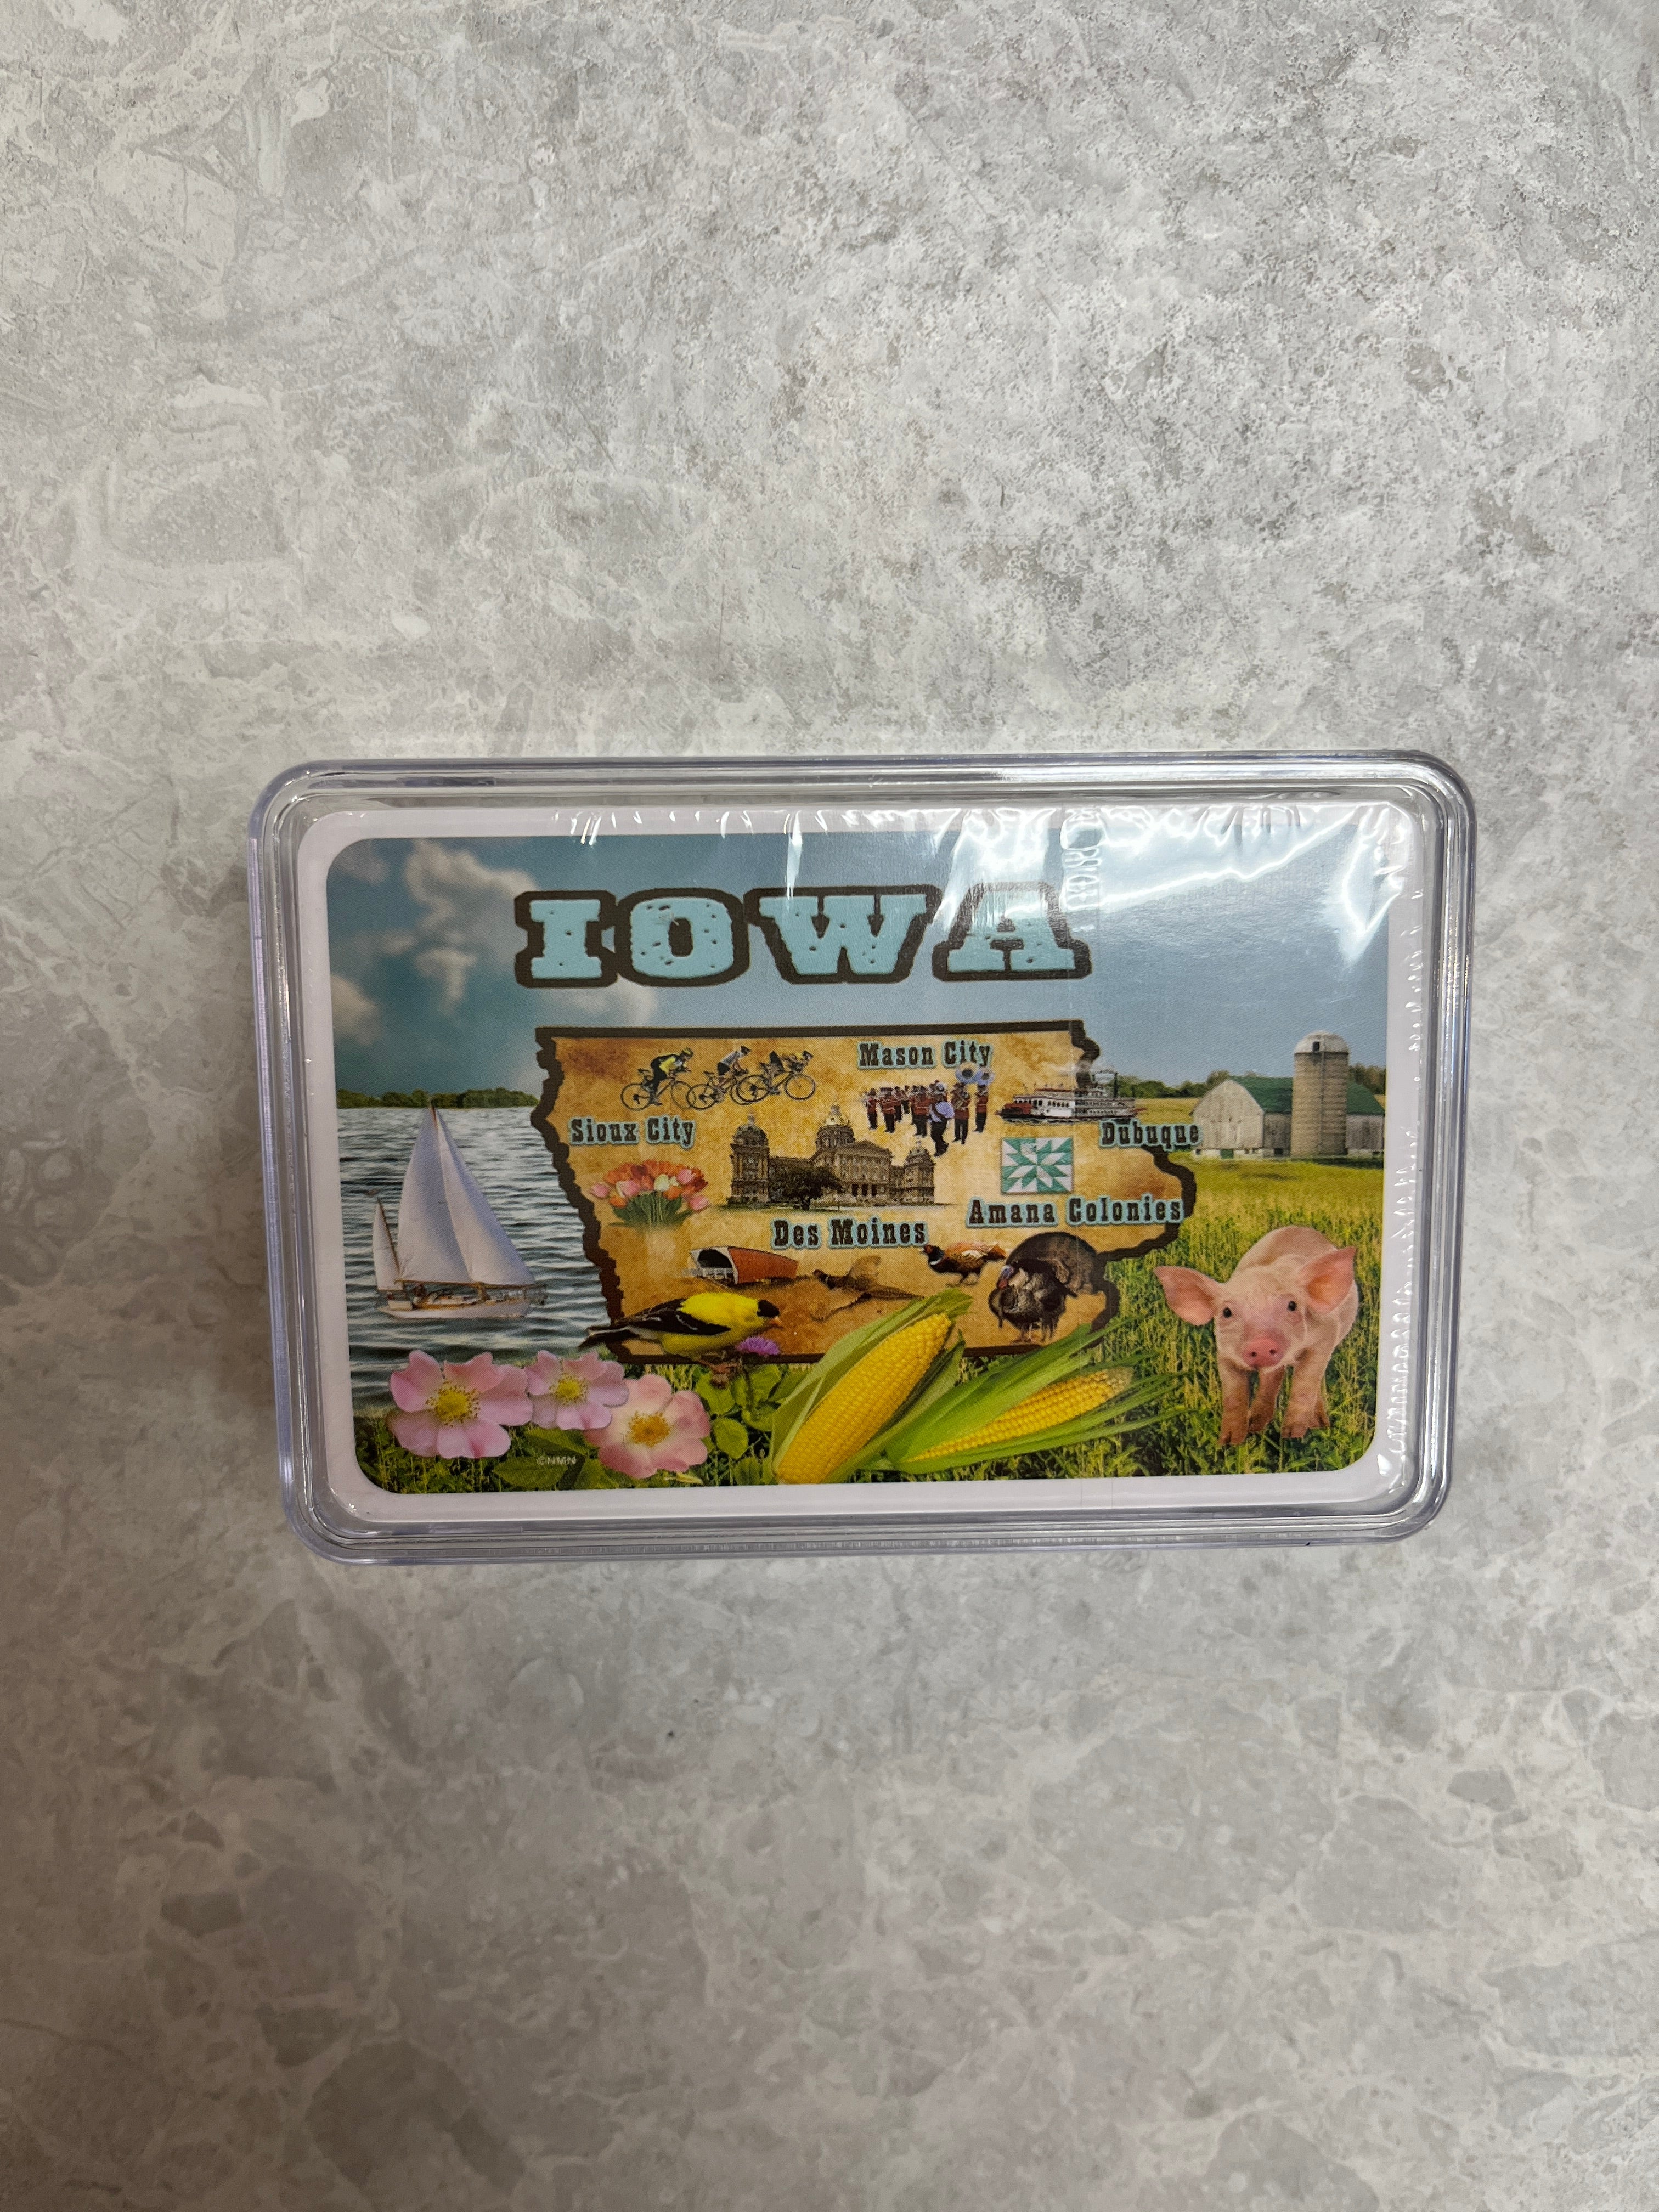 IOWA
Mason City
Sioux City
Dubuque
Amana Colonies
Des Moines
©NMN